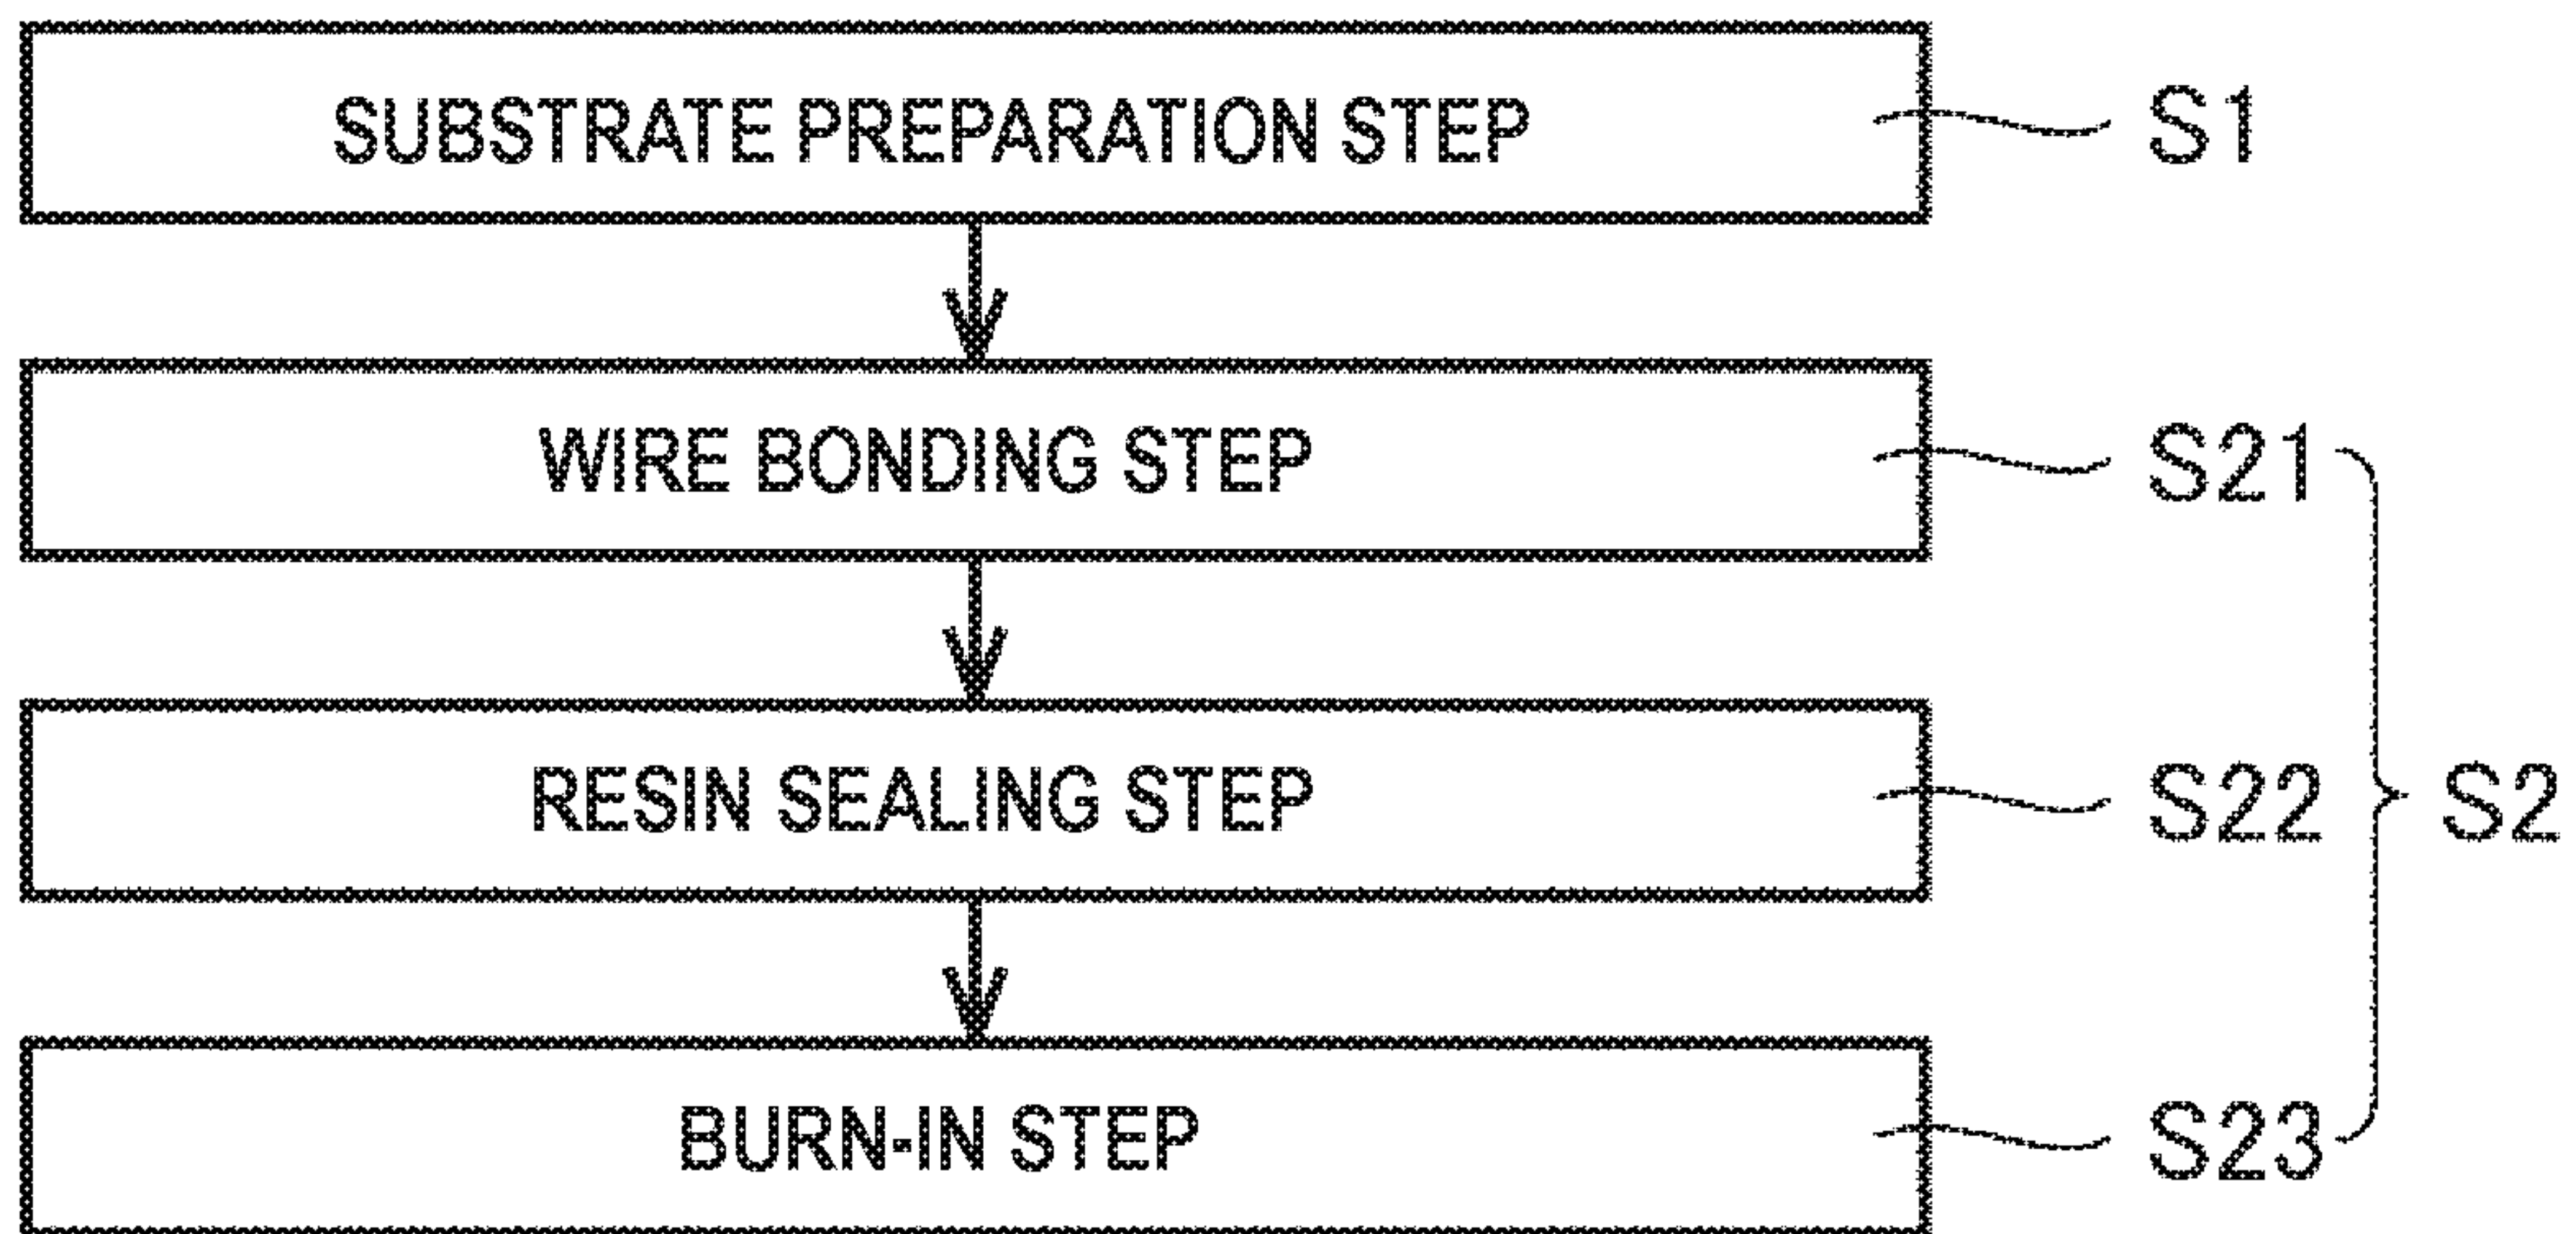 SUBSTRATE PREPARATION STEP S1
WIRE BONDING STEP S21
RESIN SEALING STEP S22 S2
BURN-IN STEP S23